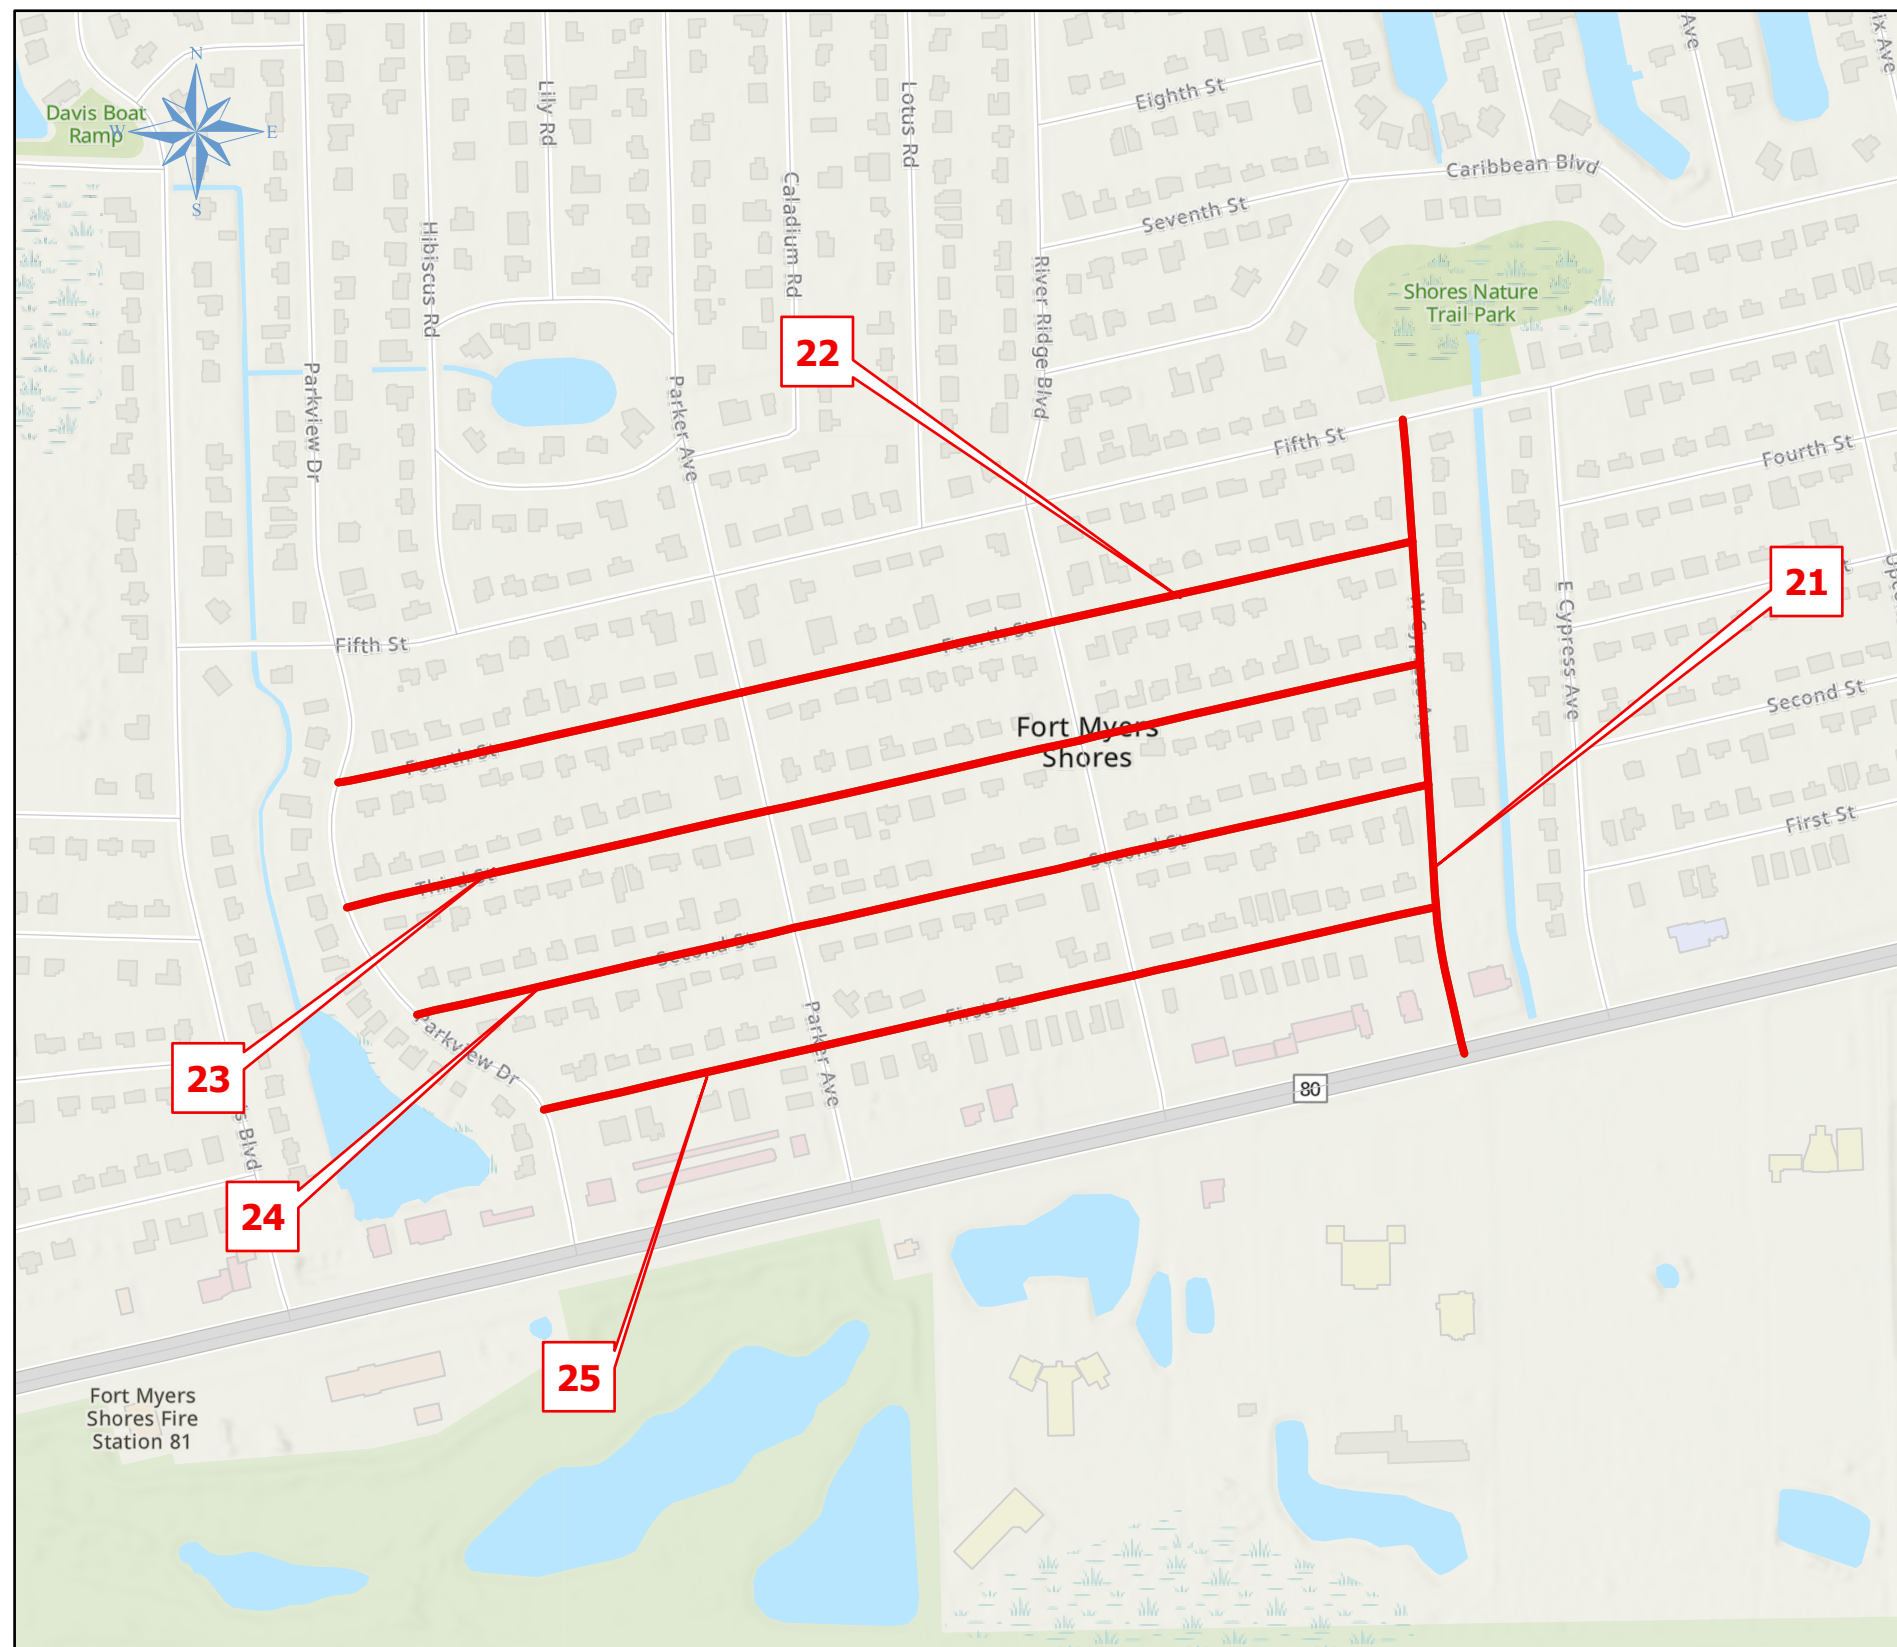 N
W
E
S
Davis Boat
Ramp
Lily Rd
Lotus Rd
Caladium Rd
Hibiscus Rd
Parkview Dr
Parker Ave
River Ridge Blvd
Eighth St
Seventh St
Caribbean Blvd
Ave
Ave
Shores Nature
Trail Park
22
Fifth St
Fourth St
21
E Cypress Ave
W Cypress Ave
Fifth St
Fourth St
Second St
Fort Myers
Shores
Fourth St
First St
Second St
Third St
Second St
First St
Parkview Dr
Parker Ave
23
24
25
Blvd
80
Fort Myers
Shores Fire
Station 81